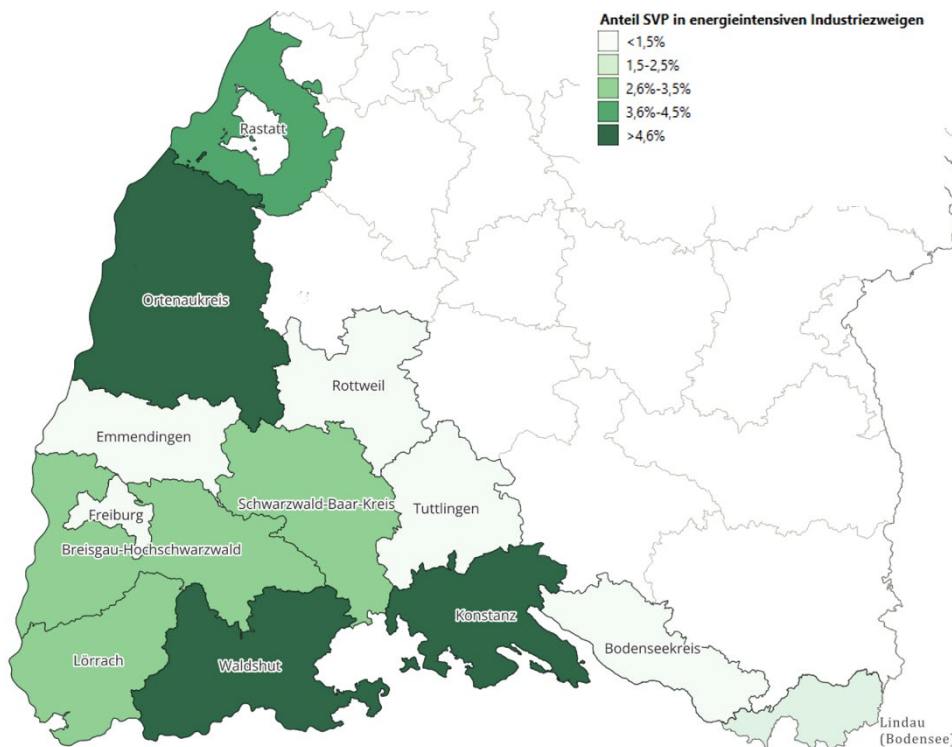 Anteil SVP in energieintensiven Industriezweigen
<1,5%
1,5-2,5%
2,6%-3,5%
3,6%-4,5%
>4,6%
Rastatt
Ortenaukreis
Rottweil
Emmendingen
Schwarzwald-Baar-Kreis
Tuttlingen
Freiburg
Breisgau-Hochschwarzwald
Konstanz
Bodenseekreis
Lörrach
Waldshut
Lindau
(Bodensee)